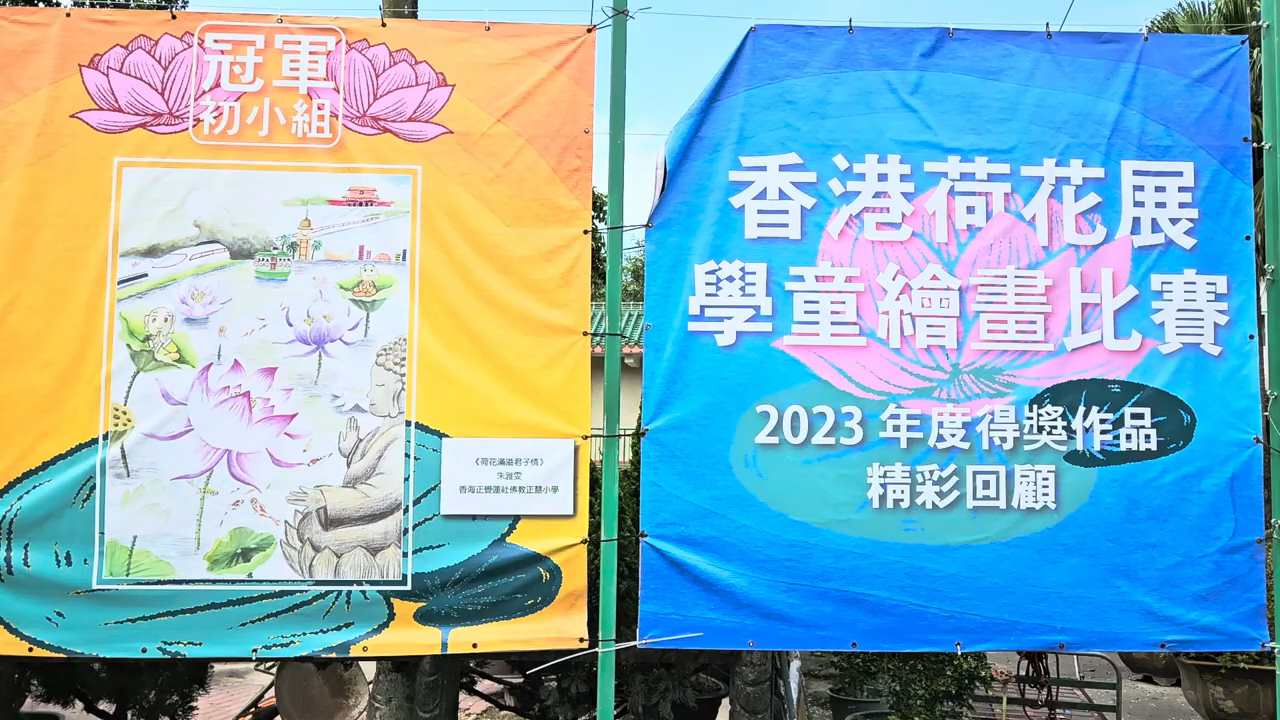 冠軍
初小組
《荷花滿溢君子情》
朱雅雯
香海正覺蓮社佛教正慧小學
香港荷花展
學童繪畫比賽
2023 年度得獎作品
精彩回顧